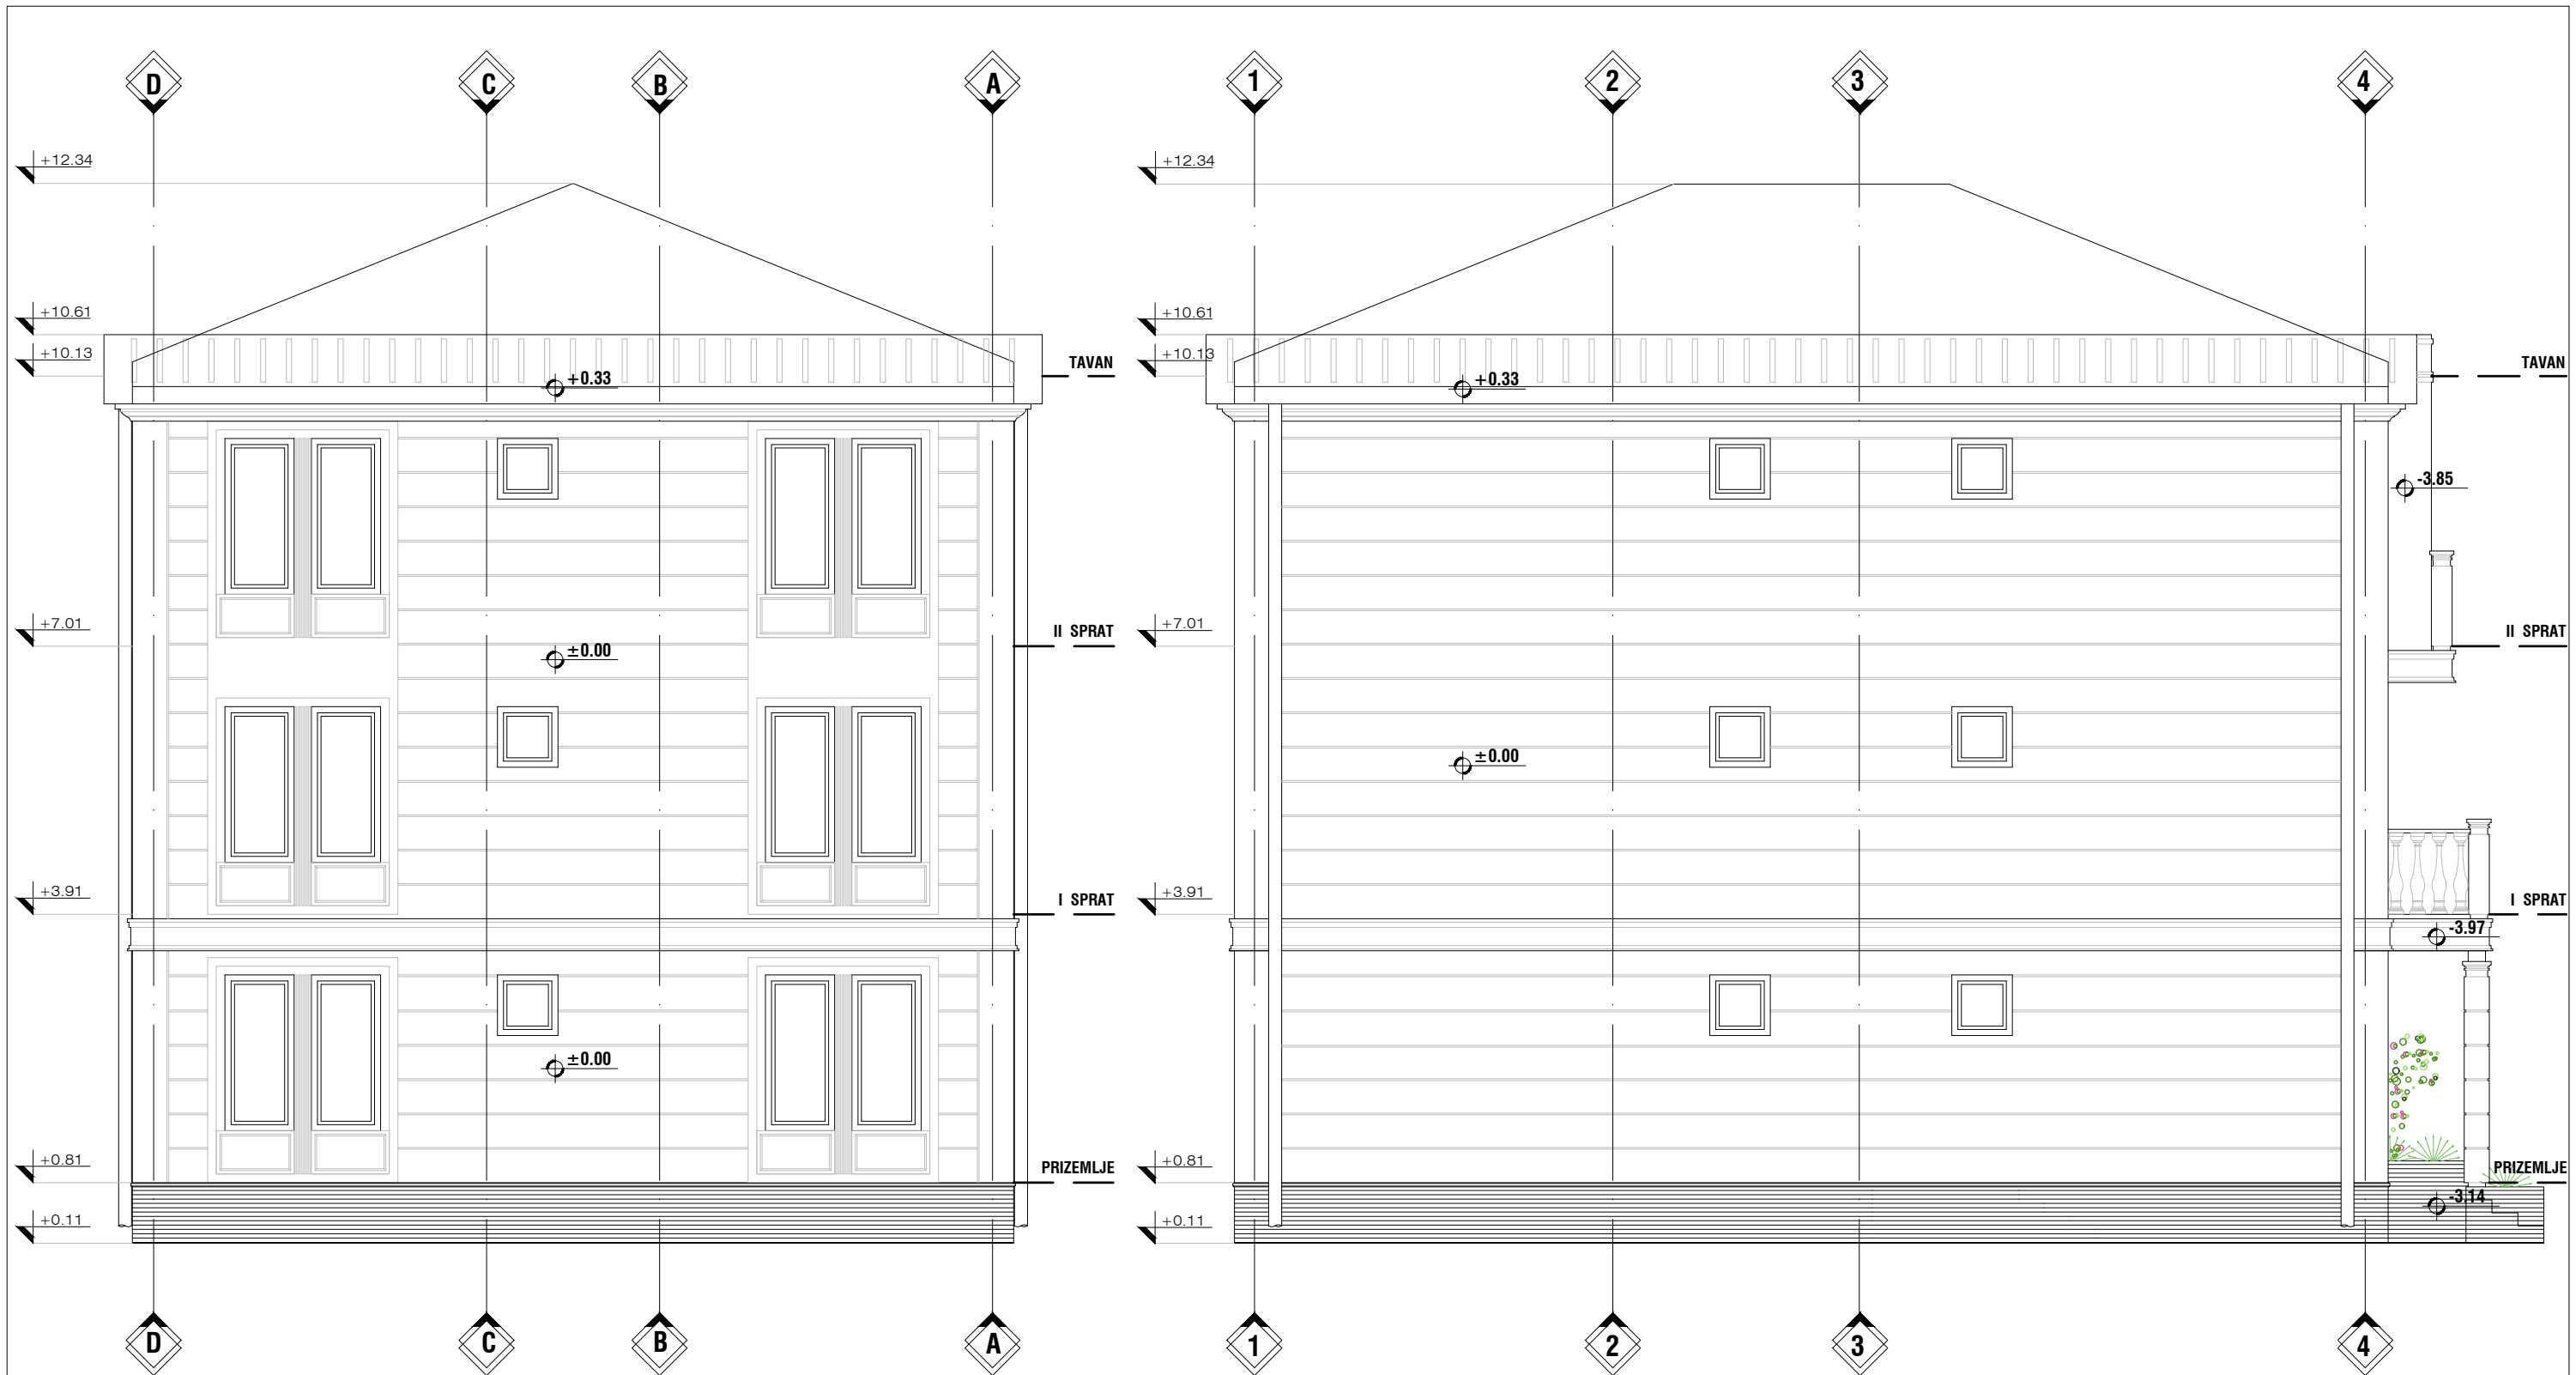 D C B A
1 2 3 4
+12.34
+12.34
+10.61
+10.61
+10.13
TAVAN
+10.13
TAVAN
+0.33
+0.33
-3.85
+7.01
II SPRAT
+7.01
II SPRAT
±0.00
±0.00
+3.91
I SPRAT
+3.91
I SPRAT
-3.97
±0.00
+0.81
PRIZEMLJE
+0.81
PRIZEMLJE
-3.14
+0.11
+0.11
D C B A
1 2 3 4